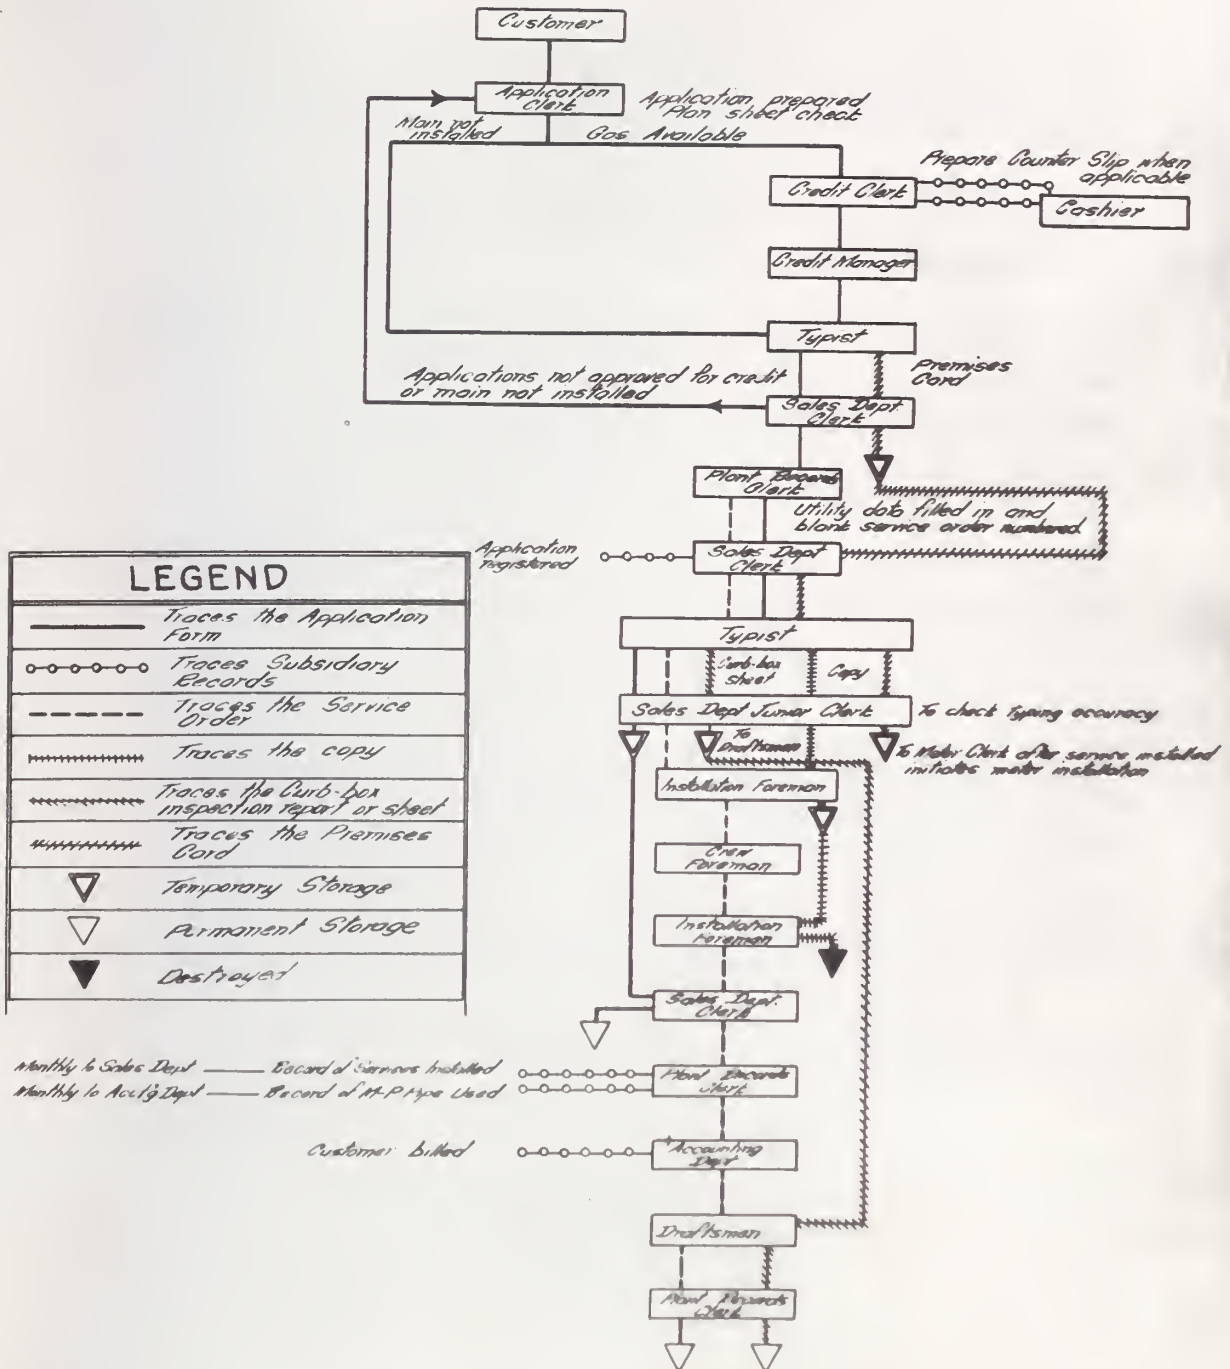 Customer
Application
Clerk
Application prepared
Plan sheet check
Main not
installed
Gas Available
Prepare Counter Slip when
applicable
Credit Clerk
Cashier
Credit Manager
Typist
Premises
Card
Applications not approved for credit
or main not installed
Sales Dept.
Clerk
Plant Records
Clerk
Utility data filled in and
blank service order numbered
Application
registered
Sales Dept
Clerk
Typist
Curb-box
sheet
Copy
Sales Dept Junior Clerk
To check typing accuracy
To
Draftsman
To Meter Clerk after service installed
initiates meter installation
Installation Foreman
Crew
Foreman
Installation
Foreman
Sales Dept.
Clerk
Monthly to Sales Dept
Record of Services Installed
Monthly to Acct'g Dept
Record of M-P Pipe Used
Plant Records
Clerk
Customer billed
Accounting
Dept
Draftsman
Plant Records
Clerk
LEGEND
Traces the Application
Form
Traces Subsidiary
Records
Traces the Service
Order
Traces the copy
Traces the Curb-box
inspection report or sheet
Traces the Premises
Card
Temporary Storage
Permanent Storage
Destroyed